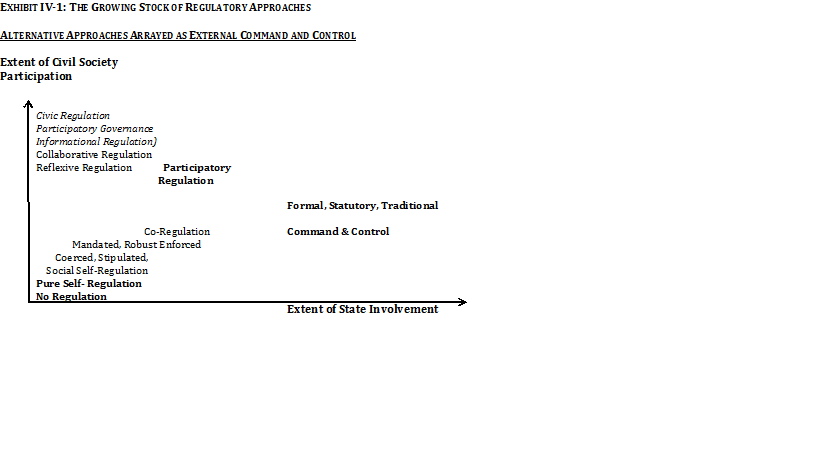 EXHIBIT IV-1: THE GROWING STOCK OF REGULATORY APPROACHES
ALTERNATIVE APPROACHES ARRAYED AS EXTERNAL COMMAND AND CONTROL
Extent of Civil Society
Participation
Civic Regulation
Participatory Governance
Informational Regulation)
Collaborative Regulation
Reflexive Regulation Participatory
Regulation
Formal, Statutory, Traditional
Co-Regulation Command & Control
Mandated, Robust Enforced
Coerced, Stipulated,
Social Self-Regulation
Pure Self- Regulation
No Regulation
Extent of State Involvement